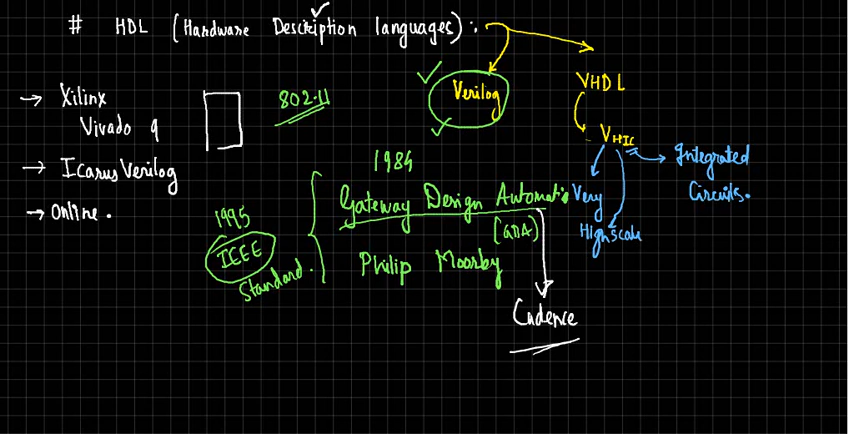 # HDL (Hardware Description languages) :
→ Xilinx
Vivado 9
802.11
Verilog
VHDL
VHIC
→ Icarus Verilog
1984
Integrated
Circuits.
→ Online.
1995
IEEE
Standard.
Gateway Design Automatio
[GDA]
Very
High Scale
Philip Moorby
Cadence